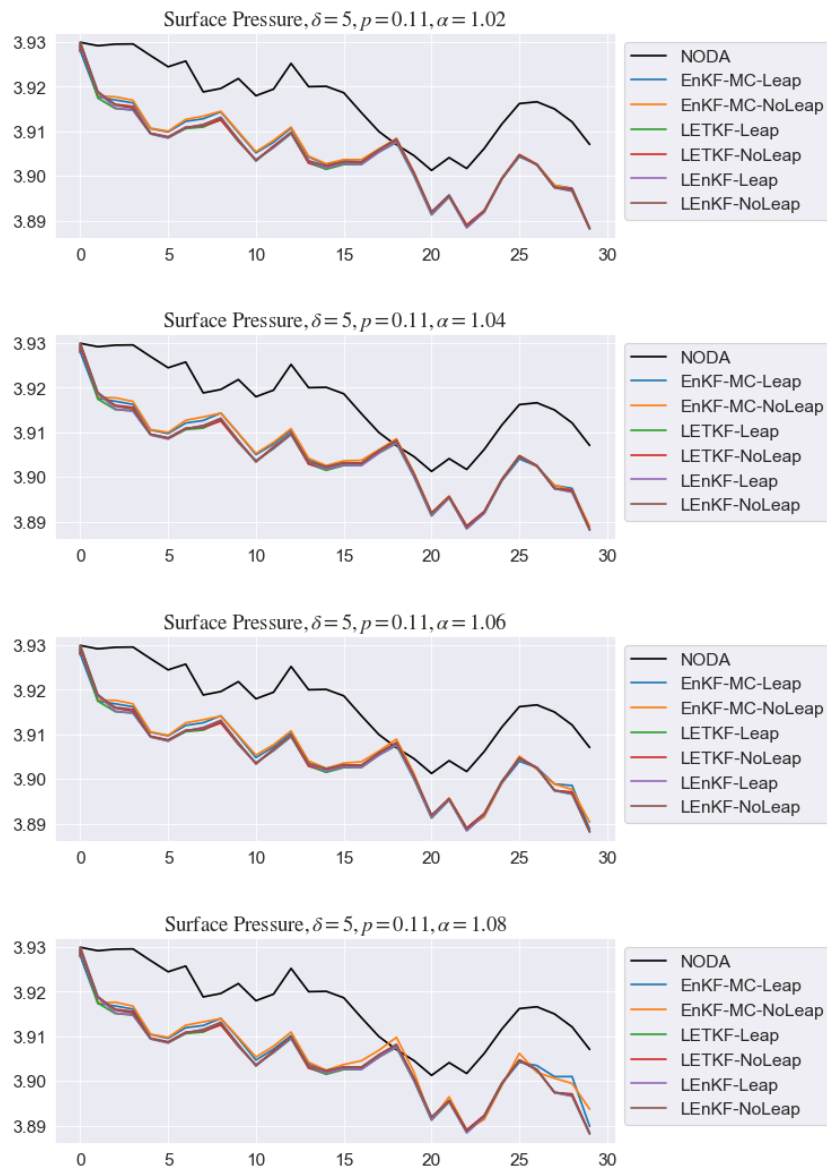 Surface Pressure, δ = 5, p = 0.11, α = 1.02
3.93
3.92
3.91
3.90
3.89
0 5 10 15 20 25 30
NODA
EnKF-MC-Leap
EnKF-MC-NoLeap
LETKF-Leap
LETKF-NoLeap
LEnKF-Leap
LEnKF-NoLeap
Surface Pressure, δ = 5, p = 0.11, α = 1.04
3.93
3.92
3.91
3.90
3.89
0 5 10 15 20 25 30
NODA
EnKF-MC-Leap
EnKF-MC-NoLeap
LETKF-Leap
LETKF-NoLeap
LEnKF-Leap
LEnKF-NoLeap
Surface Pressure, δ = 5, p = 0.11, α = 1.06
3.93
3.92
3.91
3.90
3.89
0 5 10 15 20 25 30
NODA
EnKF-MC-Leap
EnKF-MC-NoLeap
LETKF-Leap
LETKF-NoLeap
LEnKF-Leap
LEnKF-NoLeap
Surface Pressure, δ = 5, p = 0.11, α = 1.08
3.93
3.92
3.91
3.90
3.89
0 5 10 15 20 25 30
NODA
EnKF-MC-Leap
EnKF-MC-NoLeap
LETKF-Leap
LETKF-NoLeap
LEnKF-Leap
LEnKF-NoLeap